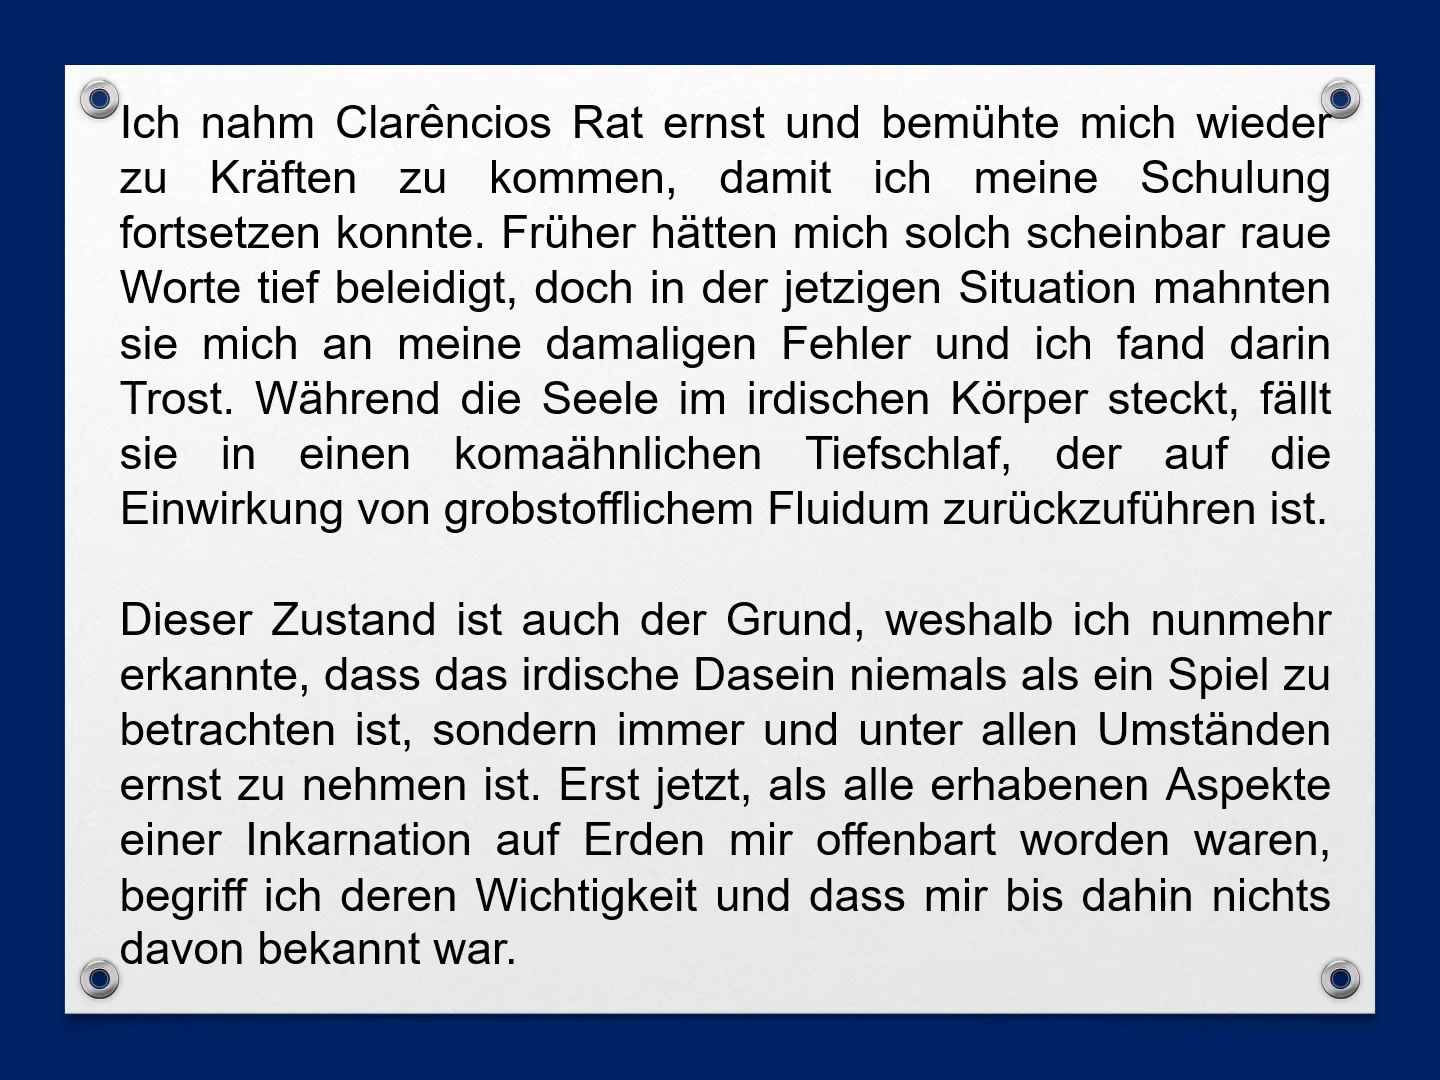 Ich nahm Clarêncios Rat ernst und bemühte mich wieder
zu Kräften zu kommen, damit ich meine Schulung
fortsetzen konnte. Früher hätten mich solch scheinbar raue
Worte tief beleidigt, doch in der jetzigen Situation mahnten
sie mich an meine damaligen Fehler und ich fand darin
Trost. Während die Seele im irdischen Körper steckt, fällt
sie in einen komaähnlichen Tiefschlaf, der auf die
Einwirkung von grobstofflichem Fluidum zurückzuführen ist.
Dieser Zustand ist auch der Grund, weshalb ich nunmehr
erkannte, dass das irdische Dasein niemals als ein Spiel zu
betrachten ist, sondern immer und unter allen Umständen
ernst zu nehmen ist. Erst jetzt, als alle erhabenen Aspekte
einer Inkarnation auf Erden mir offenbart worden waren,
begriff ich deren Wichtigkeit und dass mir bis dahin nichts
davon bekannt war.